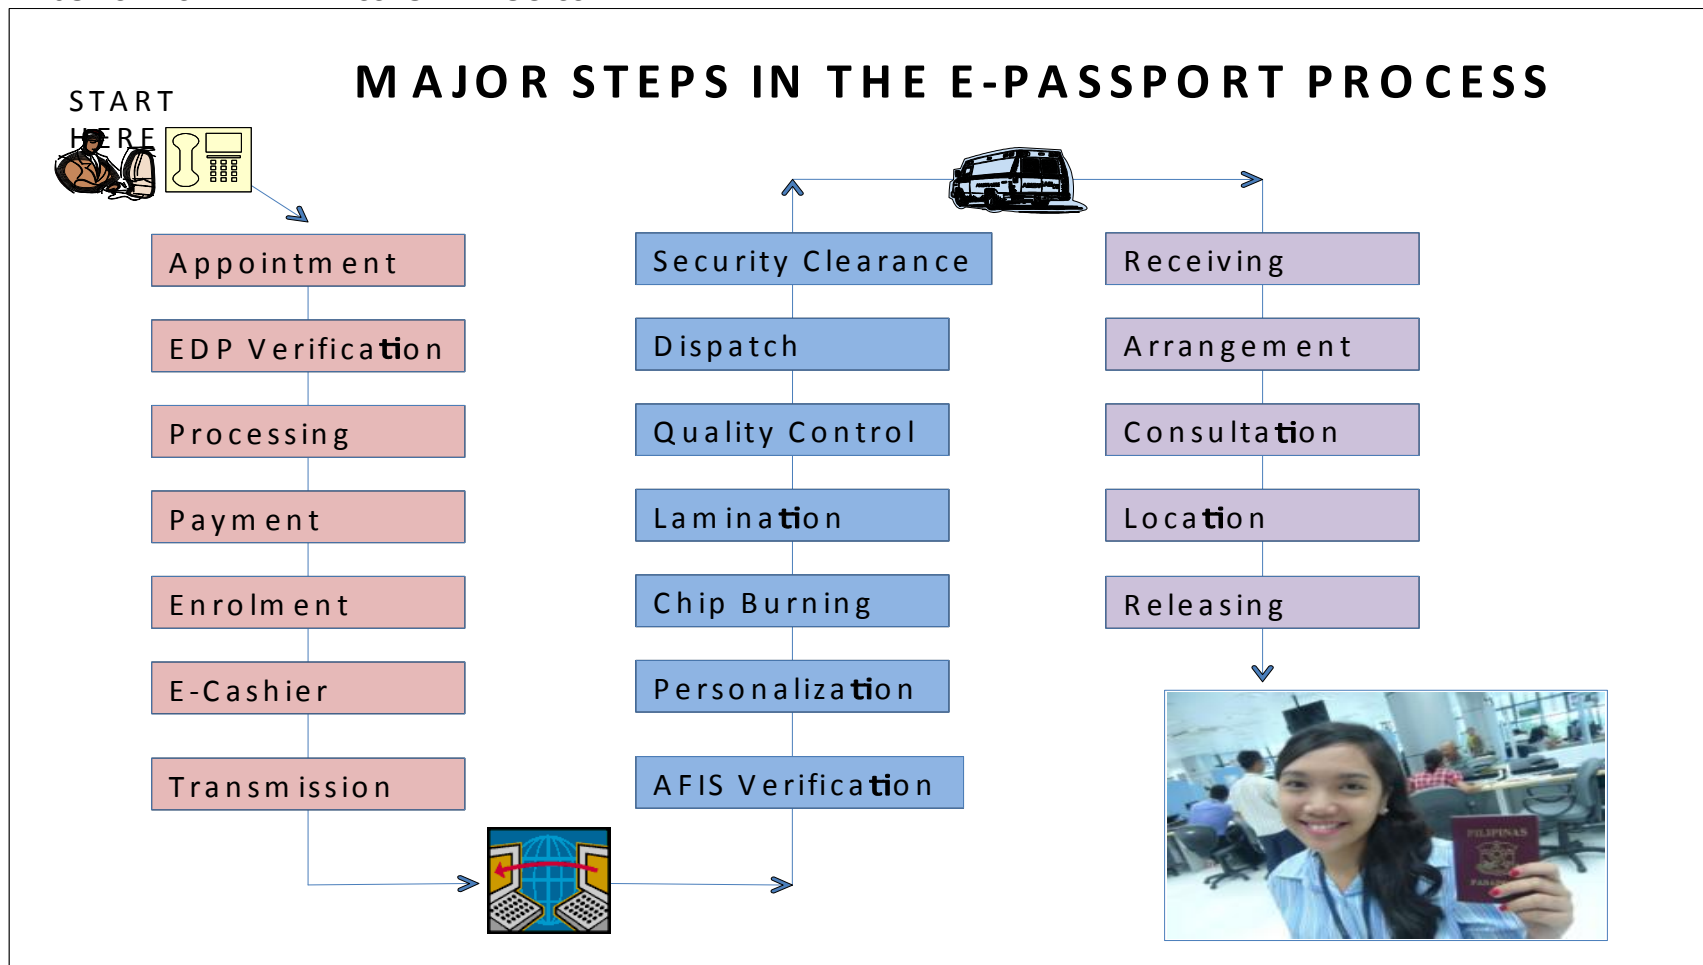 MAJOR STEPS IN THE E-PASSPORT PROCESS
START
HERE
Appointment
EDP Verification
Processing
Payment
Enrolment
E-Cashier
Transmission
Security Clearance
Dispatch
Quality Control
Lamination
Chip Burning
Personalization
AFIS Verification
Receiving
Arrangement
Consultation
Location
Releasing
PILIPINAS